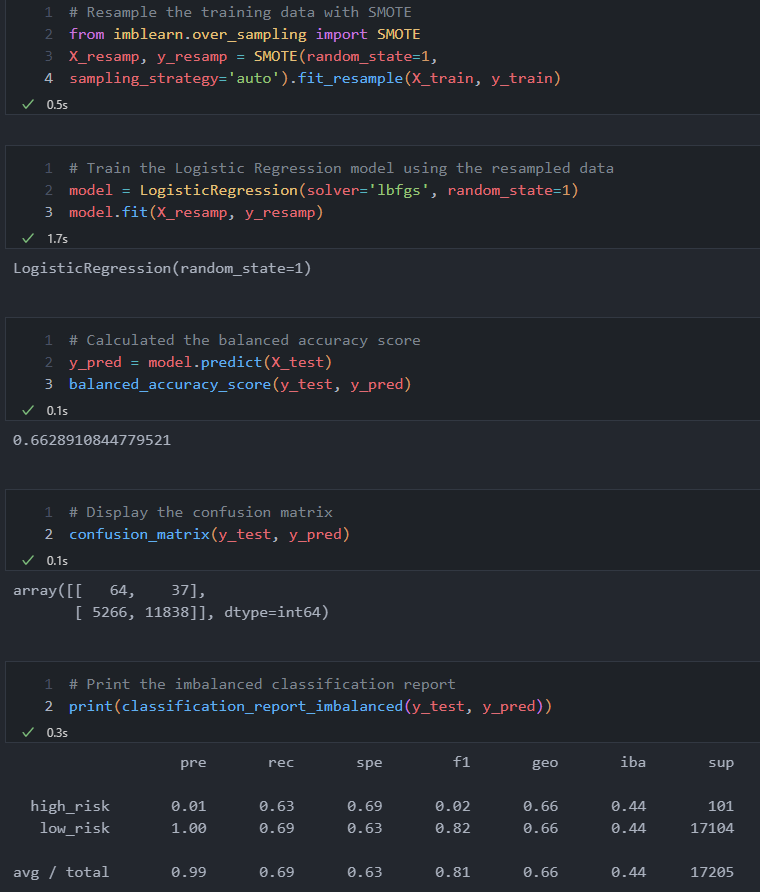 1 # Resample the training data with SMOTE
2 from imblearn.over_sampling import SMOTE
3 X_resamp, y_resamp = SMOTE(random_state=1,
4 sampling_strategy='auto').fit_resample(X_train, y_train)
✓ 0.5s
1 # Train the Logistic Regression model using the resampled data
2 model = LogisticRegression(solver='lbfgs', random_state=1)
3 model.fit(X_resamp, y_resamp)
✓ 1.7s
LogisticRegression(random_state=1)
1 # Calculated the balanced accuracy score
2 y_pred = model.predict(X_test)
3 balanced_accuracy_score(y_test, y_pred)
✓ 0.1s
0.6628910844779521
1 # Display the confusion matrix
2 confusion_matrix(y_test, y_pred)
✓ 0.1s
array([[   64,    37],
       [ 5266, 11838]], dtype=int64)
1 # Print the imbalanced classification report
2 print(classification_report_imbalanced(y_test, y_pred))
✓ 0.3s
pre rec spe f1 geo iba sup
high_risk 0.01 0.63 0.69 0.02 0.66 0.44 101
low_risk 1.00 0.69 0.63 0.82 0.66 0.44 17104
avg / total 0.99 0.69 0.63 0.81 0.66 0.44 17205